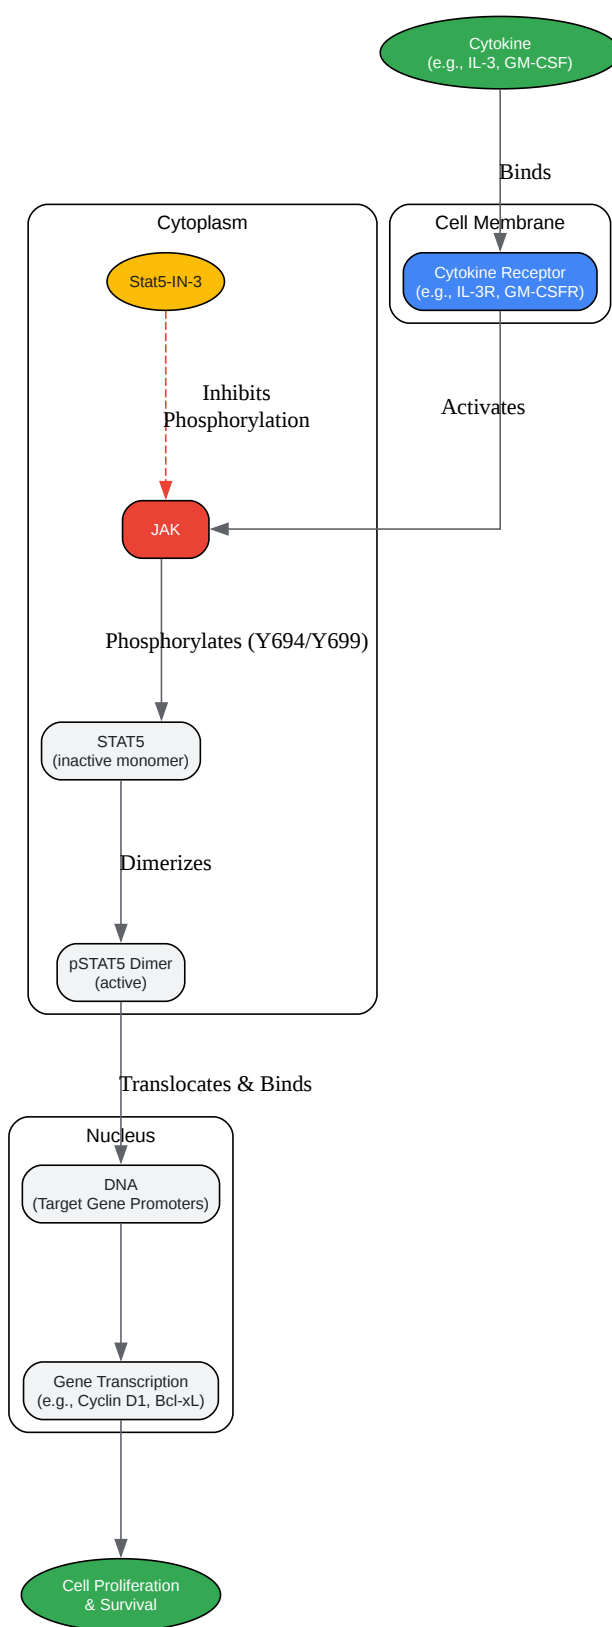 Cytokine
(e.g., IL-3, GM-CSF)
Binds
Cytoplasm
Cell Membrane
Stat5-IN-3
Cytokine Receptor
(e.g., IL-3R, GM-CSFR)
Inhibits
Phosphorylation
Activates
JAK
Phosphorylates (Y694/Y699)
STAT5
(inactive monomer)
Dimerizes
pSTAT5 Dimer
(active)
Translocates & Binds
Nucleus
DNA
(Target Gene Promoters)
Gene Transcription
(e.g., Cyclin D1, Bcl-xL)
Cell Proliferation
& Survival